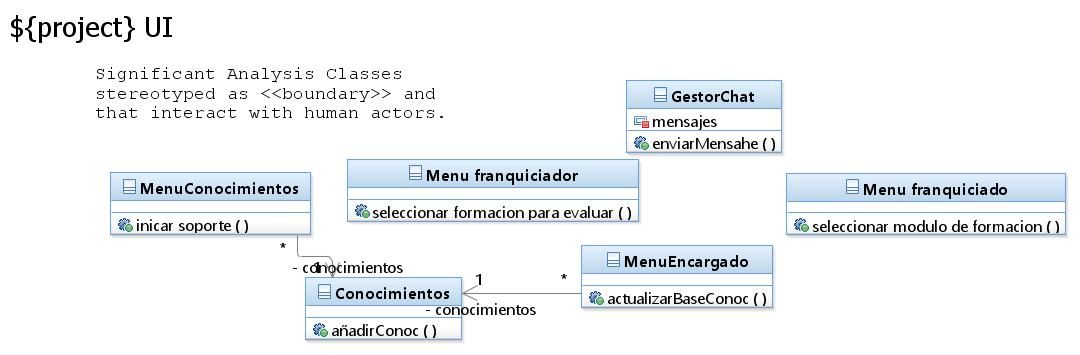 ${project} UI
Significant Analysis Classes
stereotyped as <<boundary>> and
that interact with human actors.
GestorChat
mensajes
enviarMensahe ( )
MenuConocimientos
inicar soporte ( )
Menu franquiciador
seleccionar formacion para evaluar ( )
Menu franquiciado
seleccionar modulo de formacion ( )
*
1
- conocimientos
Conocimientos
añadirConoc ( )
1
*
- conocimientos
MenuEncargado
actualizarBaseConoc ( )